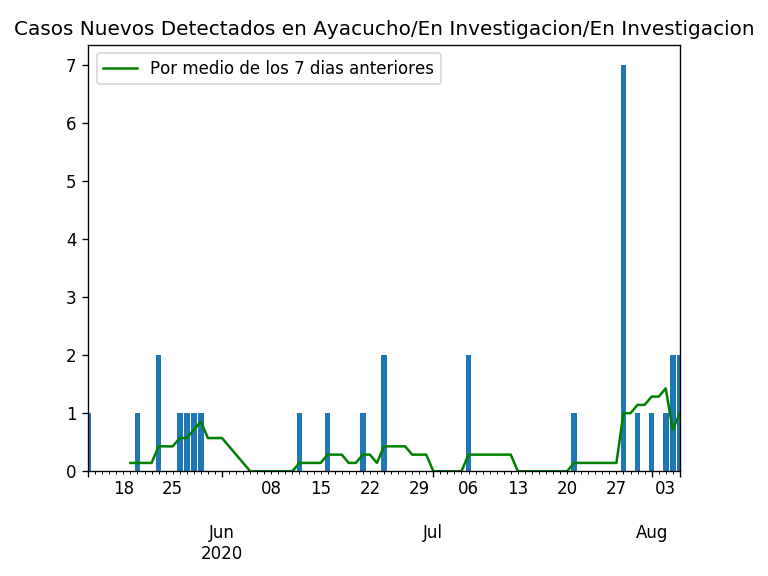 Casos Nuevos Detectados en Ayacucho/En Investigacion/En Investigacion
Por medio de los 7 dias anteriores
7
6
5
4
3
2
1
0
18 25 08 15 22 29 06 13 20 27 03
Jun Jul Aug
2020